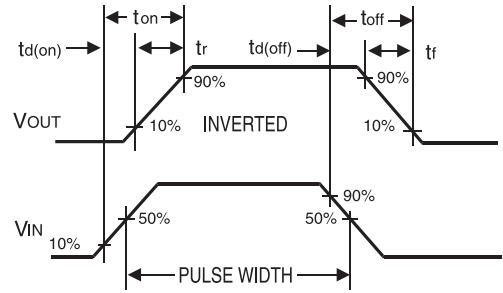 ton toff
td(on) tr td(off) tf
90% 90%
VOUT 10% INVERTED 10%
90%
VIN 50% 50%
10%
PULSE WIDTH